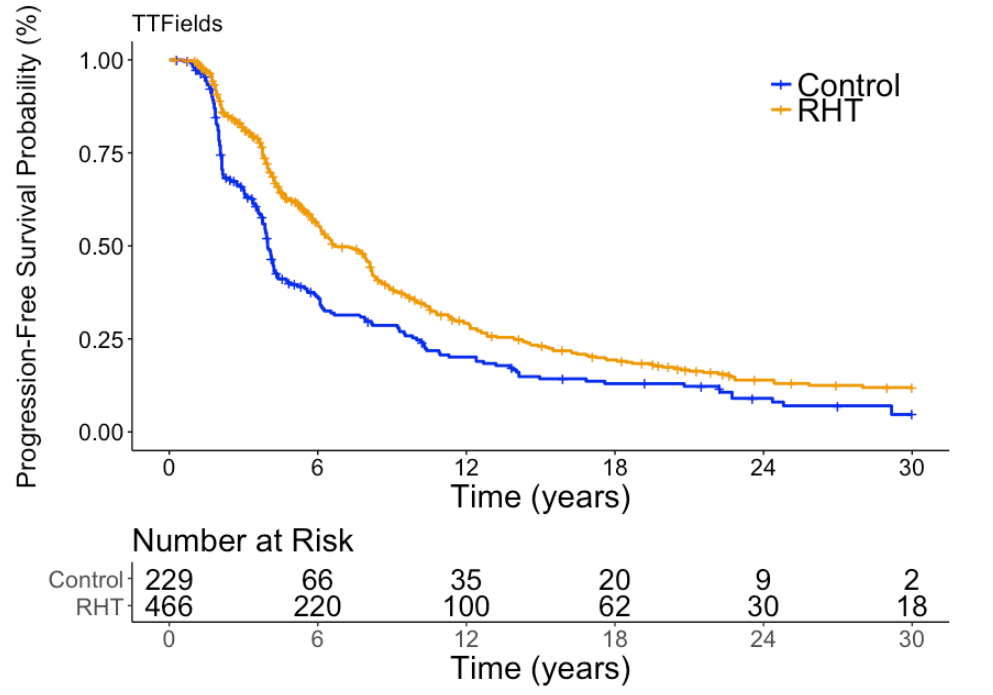 TTFields
Progression-Free Survival Probability (%)
1.00
0.75
0.50
0.25
0.00
Control
RHT
0 6 12 18 24 30
Time (years)
Number at Risk
Control 229 66 35 20 9 2
RHT 466 220 100 62 30 18
0 6 12 18 24 30
Time (years)